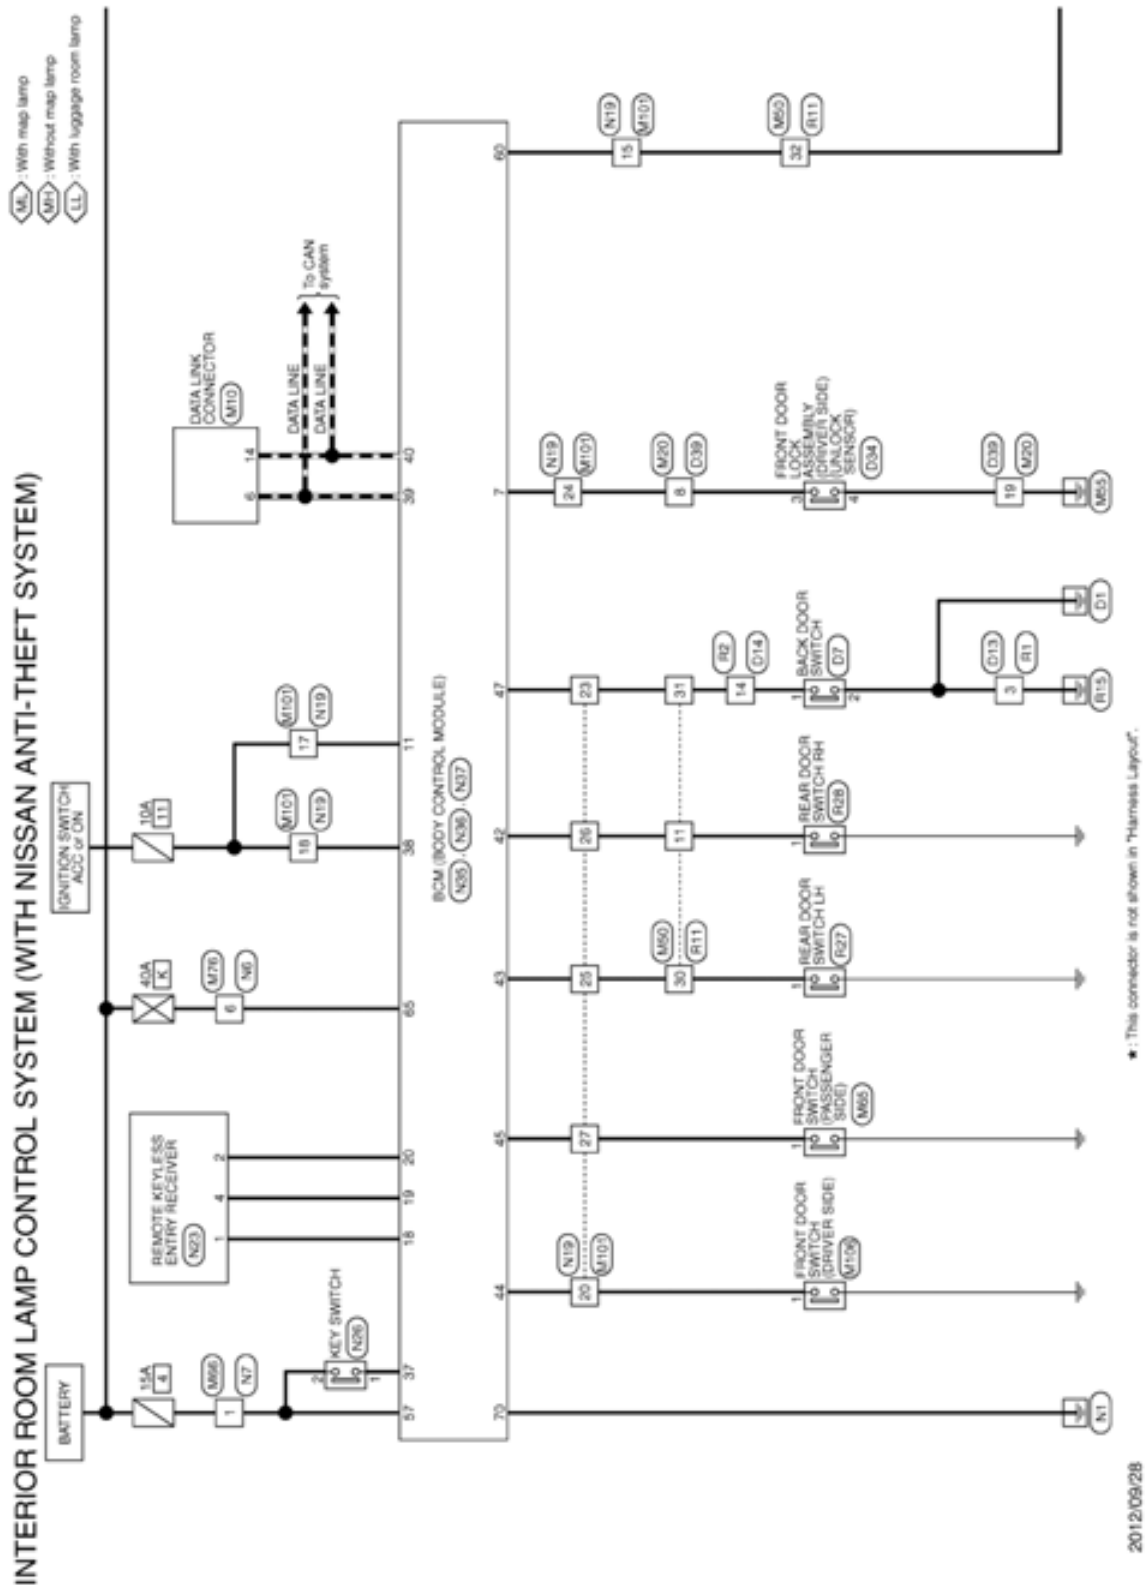 INTERIOR ROOM LAMP CONTROL SYSTEM (WITH NISSAN ANTI-THEFT SYSTEM)
ML : With map lamp
MH : Without map lamp
LL : With luggage room lamp
BATTERY
IGNITION SWITCH
ACC or ON
15A
4
40A
K
10A
11
M66
N7
1
M76
N6
6
M101
N19
18
M101
N19
17
REMOTE KEYLESS
ENTRY RECEIVER
N23
1
4
2
KEY SWITCH
N26
2
1
DATA LINK
CONNECTOR
M10
6
14
DATA LINE
DATA LINE
To CAN
system
57
37
18
19
20
65
38
11
39
40
BCM (BODY CONTROL MODULE)
N35 , N36 , N37
70
44
45
43
42
47
7
60
N19
M101
20
27
25
26
23
N19
M101
24
N19
M101
15
M50
R11
30
11
31
M20
D39
8
M50
R11
32
R2
D14
14
FRONT DOOR
SWITCH
(DRIVER SIDE)
M106
1
FRONT DOOR
SWITCH
(PASSENGER
SIDE)
M65
1
REAR DOOR
SWITCH LH
R27
1
REAR DOOR
SWITCH RH
R28
1
BACK DOOR
SWITCH
D7
1
2
FRONT DOOR
LOCK
ASSEMBLY
(DRIVER SIDE)
(UNLOCK
SENSOR)
D34
3
4
D13
R1
3
D39
M20
19
N1
R15
D1
M55
★ : This connector is not shown in "Harness Layout".
2012/09/28